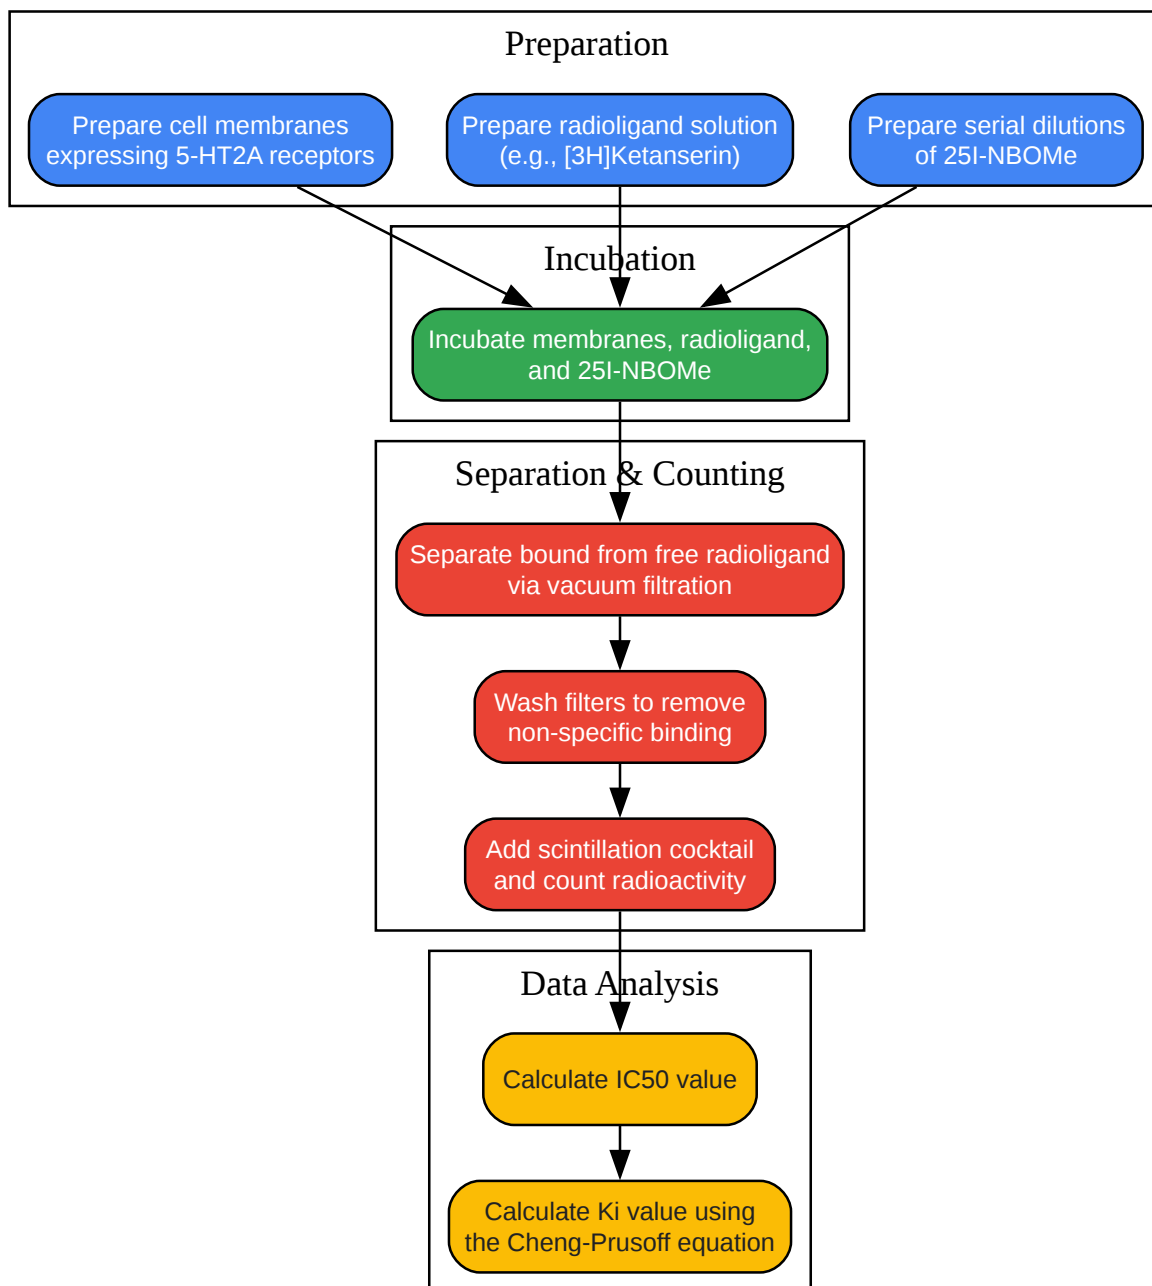 Preparation
Prepare cell membranes
expressing 5-HT2A receptors
Prepare radioligand solution
(e.g., [3H]Ketanserin)
Prepare serial dilutions
of 25I-NBOMe
Incubation
Incubate membranes, radioligand,
and 25I-NBOMe
Separation & Counting
Separate bound from free radioligand
via vacuum filtration
Wash filters to remove
non-specific binding
Add scintillation cocktail
and count radioactivity
Data Analysis
Calculate IC50 value
Calculate Ki value using
the Cheng-Prusoff equation